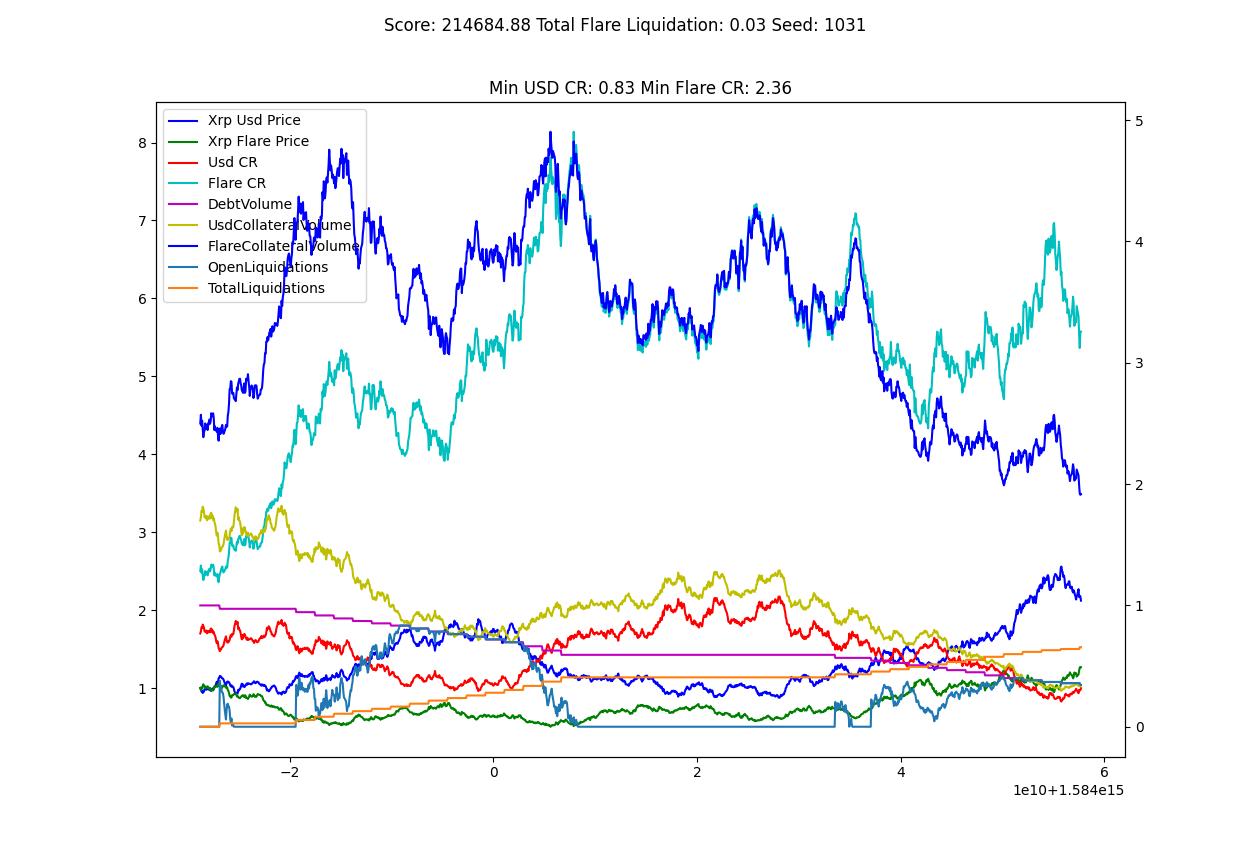 Score: 214684.88 Total Flare Liquidation: 0.03 Seed: 1031
Min USD CR: 0.83 Min Flare CR: 2.36
Xrp Usd Price
Xrp Flare Price
Usd CR
Flare CR
DebtVolume
UsdCollateralVolume
FlareCollateralVolume
OpenLiquidations
TotalLiquidations
8
7
6
5
4
3
2
1
5
4
3
2
1
0
−2
0
2
4
6
1e10+1.584e15